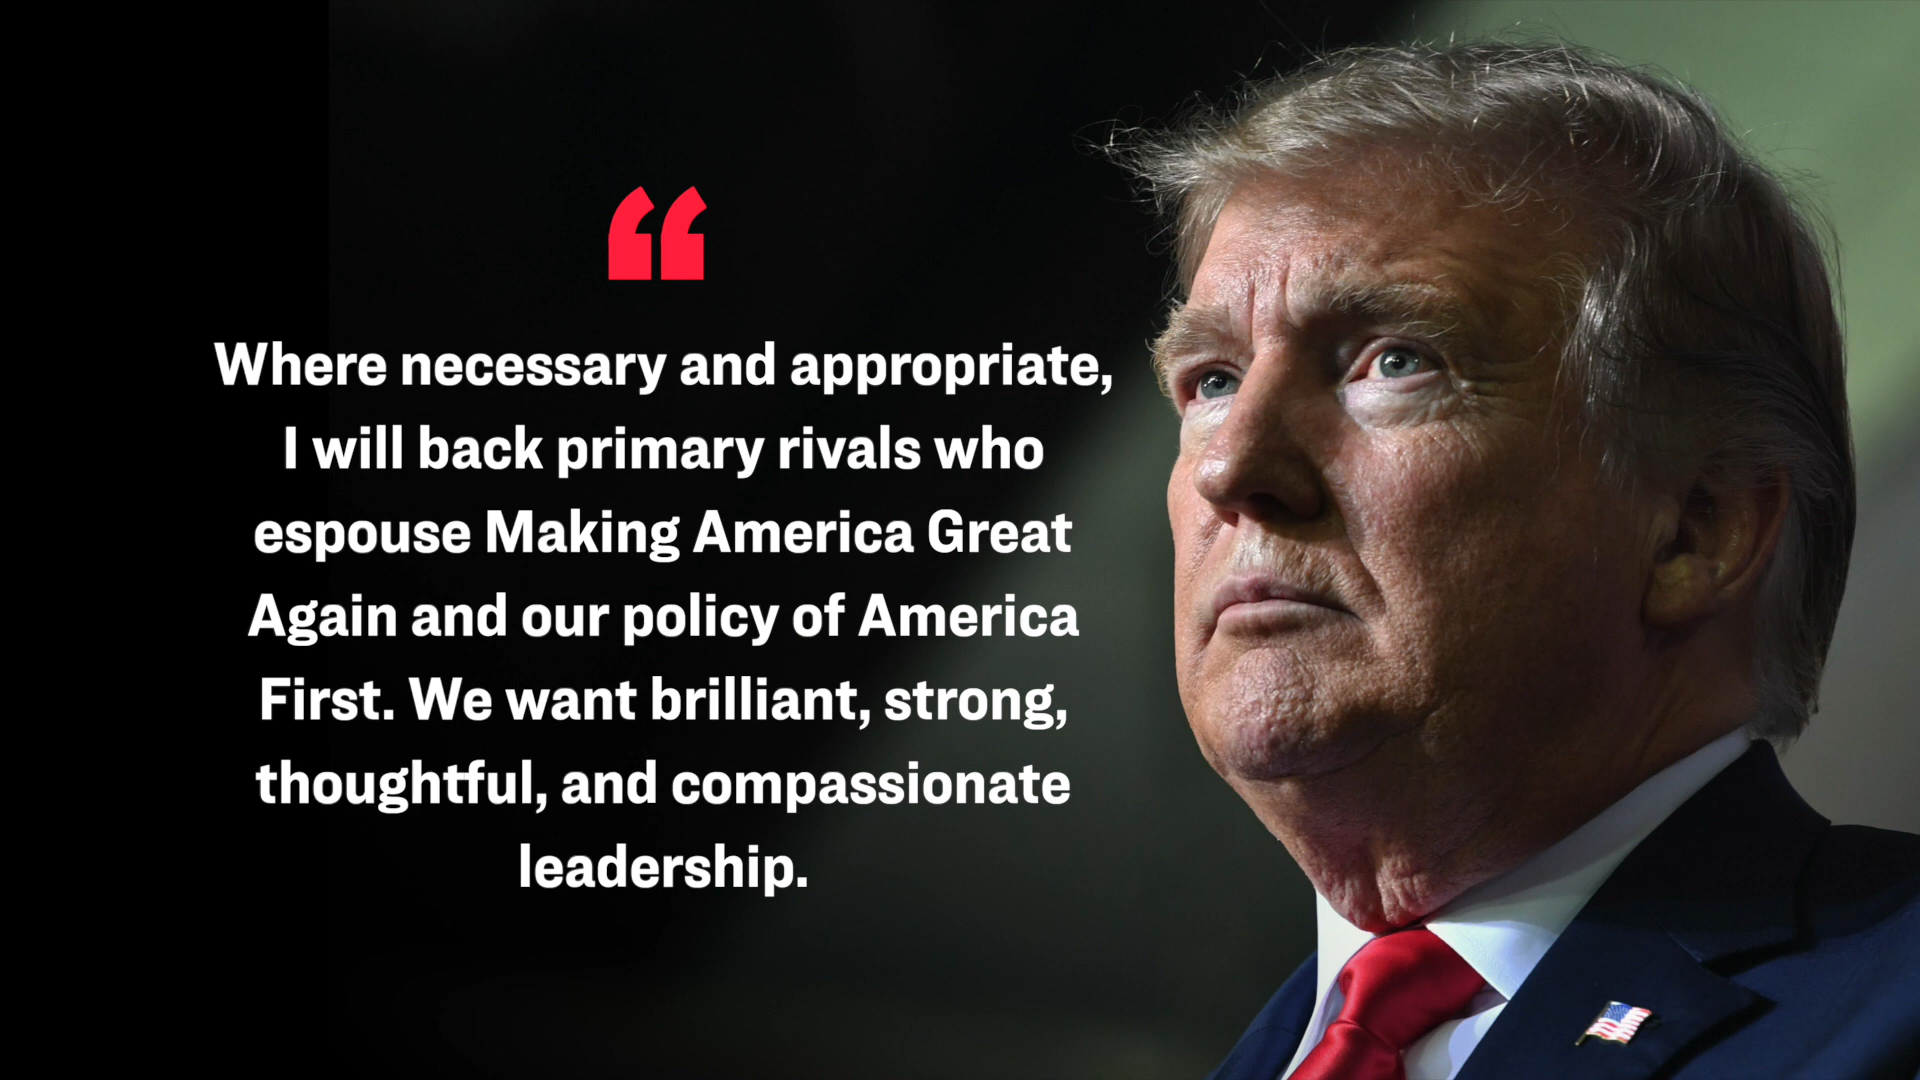 “
Where necessary and appropriate,
I will back primary rivals who
espouse Making America Great
Again and our policy of America
First. We want brilliant, strong,
thoughtful, and compassionate
leadership.